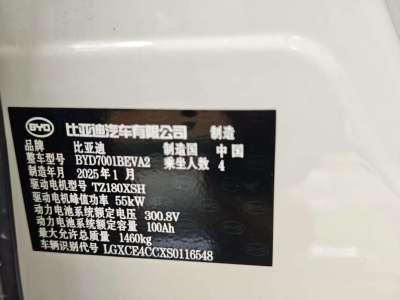 BYD 比亚迪汽车有限公司 制造
品牌 比亚迪 制造国 中国
整车型号 BYD7001BEVA2 乘坐人数 4
制造年月 2025年1月
驱动电机型号 TZ180XSH
驱动电机峰值功率 55kW
动力电池系统额定电压 300.8V
动力电池系统额定容量 100Ah
最大允许总质量 1460kg
车辆识别代号 LGXCE4CCXS0116548